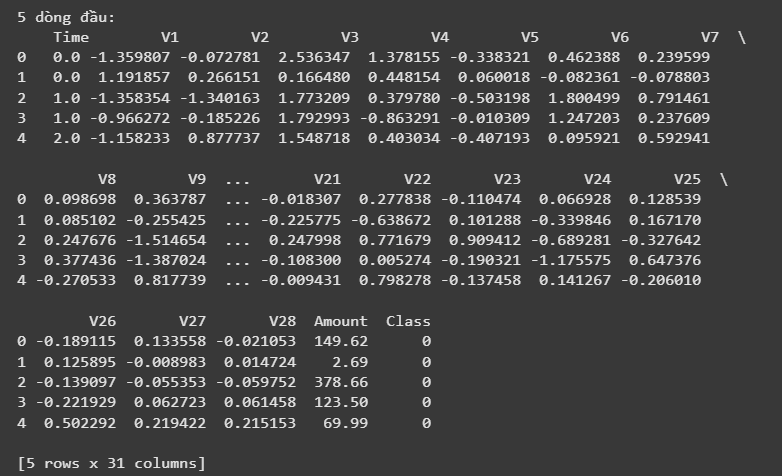 5 dòng đầu:
   Time        V1        V2        V3        V4        V5        V6        V7  \
0   0.0 -1.359807 -0.072781  2.536347  1.378155 -0.338321  0.462388  0.239599
1   0.0  1.191857  0.266151  0.166480  0.448154  0.060018 -0.082361 -0.078803
2   1.0 -1.358354 -1.340163  1.773209  0.379780 -0.503198  1.800499  0.791461
3   1.0 -0.966272 -0.185226  1.792993 -0.863291 -0.010309  1.247203  0.237609
4   2.0 -1.158233  0.877737  1.548718  0.403034 -0.407193  0.095921  0.592941

         V8        V9  ...       V21       V22       V23       V24       V25  \
0  0.098698  0.363787  ... -0.018307  0.277838 -0.110474  0.066928  0.128539
1  0.085102 -0.255425  ... -0.225775 -0.638672  0.101288 -0.339846  0.167170
2  0.247676 -1.514654  ...  0.247998  0.771679  0.909412 -0.689281 -0.327642
3  0.377436 -1.387024  ... -0.108300  0.005274 -0.190321 -1.175575  0.647376
4 -0.270533  0.817739  ... -0.009431  0.798278 -0.137458  0.141267 -0.206010

        V26       V27       V28  Amount  Class
0 -0.189115  0.133558 -0.021053  149.62      0
1  0.125895 -0.008983  0.014724    2.69      0
2 -0.139097 -0.055353 -0.059752  378.66      0
3 -0.221929  0.062723  0.061458  123.50      0
4  0.502292  0.219422  0.215153   69.99      0

[5 rows x 31 columns]